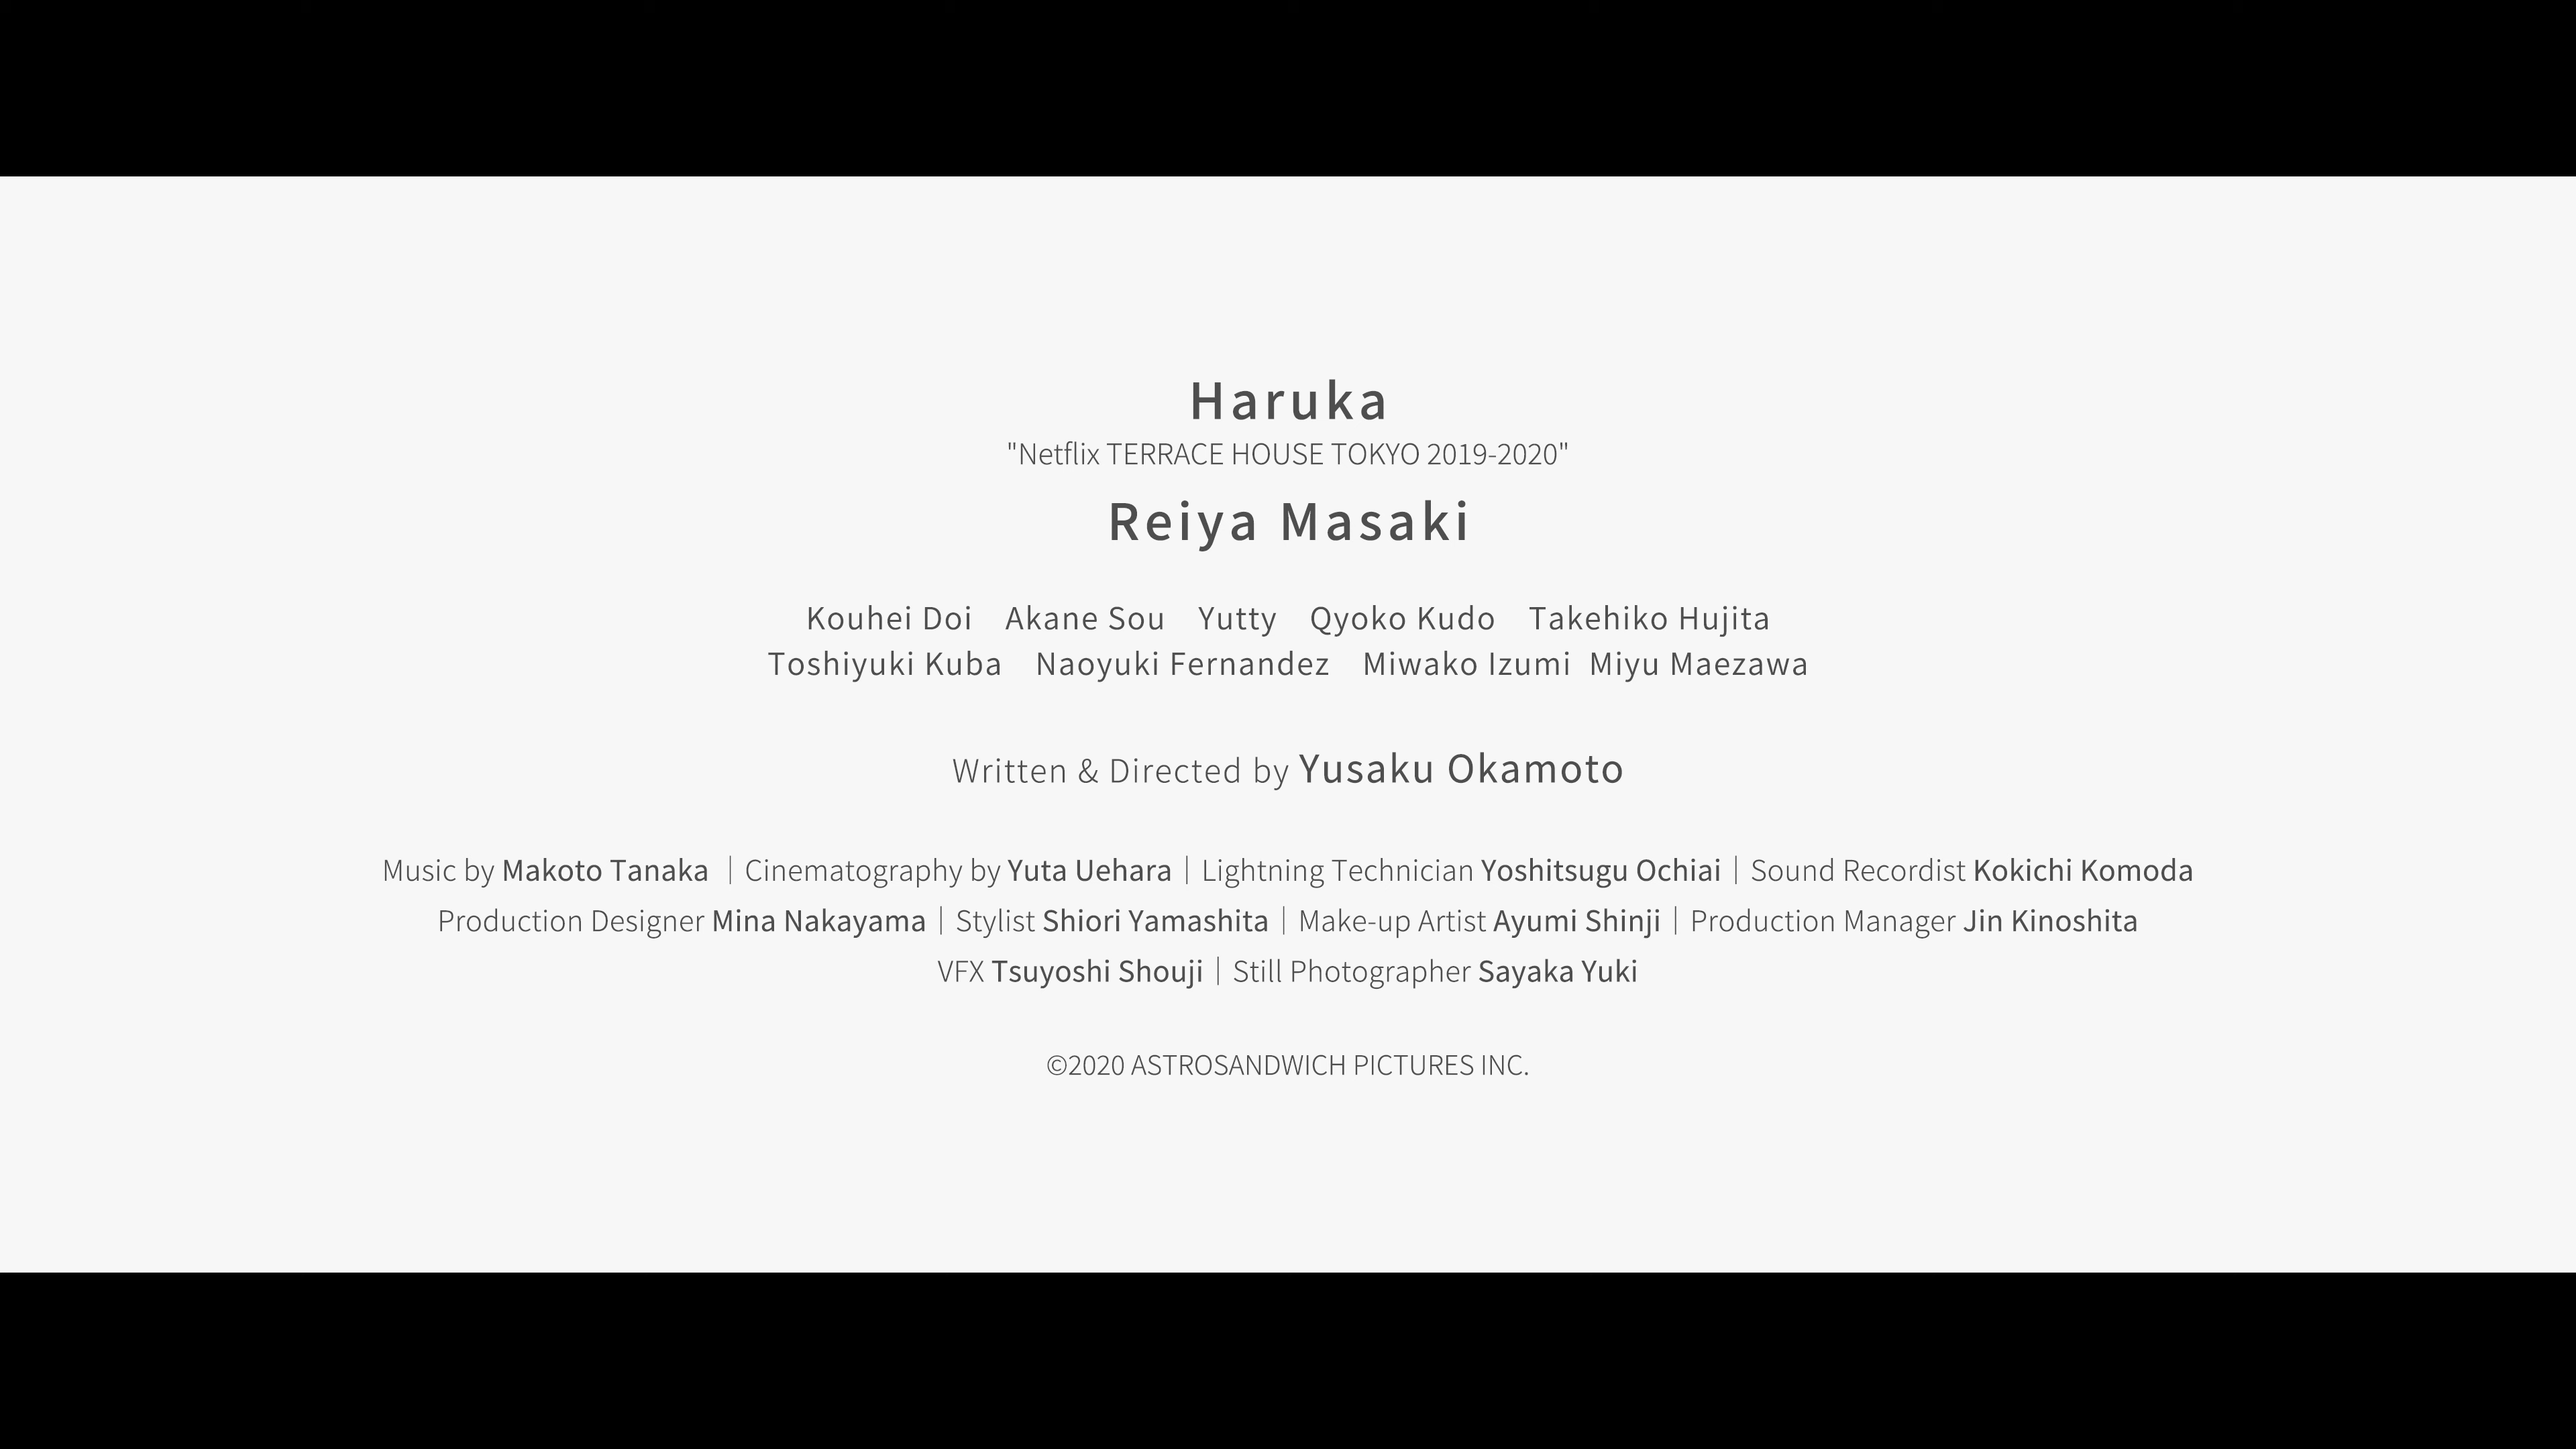 Haruka
"Netflix TERRACE HOUSE TOKYO 2019-2020"
Reiya Masaki
Kouhei Doi Akane Sou Yutty Qyoko Kudo Takehiko Hujita
Toshiyuki Kuba Naoyuki Fernandez Miwako Izumi Miyu Maezawa
Written & Directed by Yusaku Okamoto
Music by Makoto Tanaka ｜Cinematography by Yuta Uehara｜Lightning Technician Yoshitsugu Ochiai｜Sound Recordist Kokichi Komoda
Production Designer Mina Nakayama｜Stylist Shiori Yamashita｜Make-up Artist Ayumi Shinji｜Production Manager Jin Kinoshita
VFX Tsuyoshi Shouji｜Still Photographer Sayaka Yuki
©2020 ASTROSANDWICH PICTURES INC.